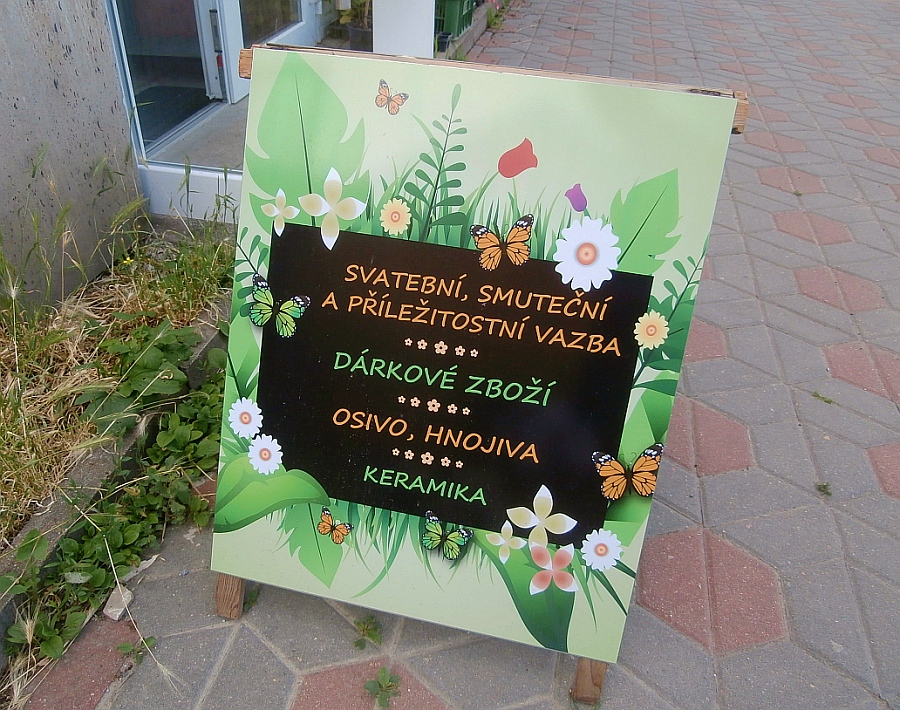 SVATEBNÍ, SMUTEČNÍ
A PŘÍLEŽITOSTNÍ VAZBA
DÁRKOVÉ ZBOŽÍ
OSIVO, HNOJIVA
KERAMIKA